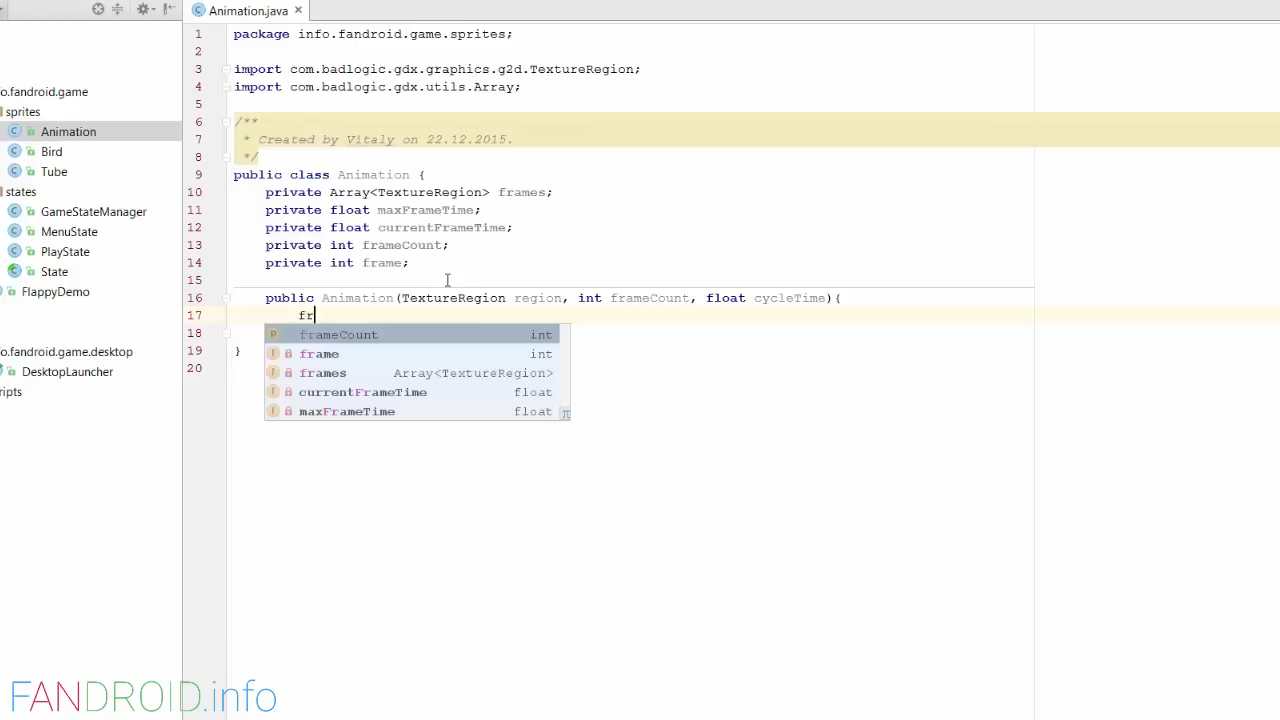 Animation.java
o.fandroid.game
sprites
Animation
Bird
Tube
states
GameStateManager
MenuState
PlayState
State
FlappyDemo
o.fandroid.game.desktop
DesktopLauncher
ripts
1 package info.fandroid.game.sprites;
2
3 import com.badlogic.gdx.graphics.g2d.TextureRegion;
4 import com.badlogic.gdx.utils.Array;
5
6 /**
7 * Created by Vitaly on 22.12.2015.
8 */
9 public class Animation {
10 private Array<TextureRegion> frames;
11 private float maxFrameTime;
12 private float currentFrameTime;
13 private int frameCount;
14 private int frame;
15
16 public Animation(TextureRegion region, int frameCount, float cycleTime){
17 fr
18
19 }
20
p frameCount int
f frame int
f frames Array<TextureRegion>
f currentFrameTime float
f maxFrameTime float
π
FANDROID.info